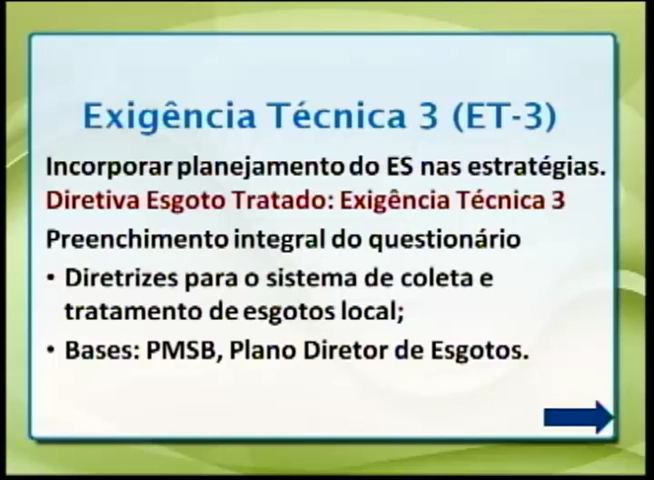 Exigência Técnica 3 (ET-3)
Incorporar planejamento do ES nas estratégias.
Diretiva Esgoto Tratado: Exigência Técnica 3
Preenchimento integral do questionário
• Diretrizes para o sistema de coleta e
tratamento de esgotos local;
• Bases: PMSB, Plano Diretor de Esgotos.